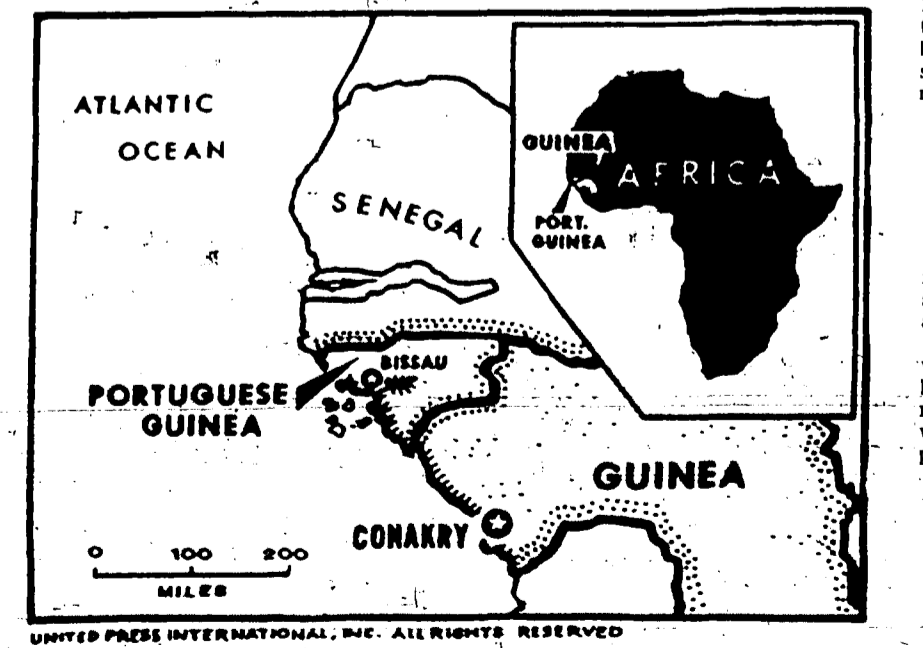 ATLANTIC
OCEAN
SENEGAL
GUINEA
AFRICA
PORT.
GUINEA
BISSAU
PORTUGUESE
GUINEA
GUINEA
CONAKRY
0 100 200
MILES
UNITED PRESS INTERNATIONAL, INC. ALL RIGHTS RESERVED